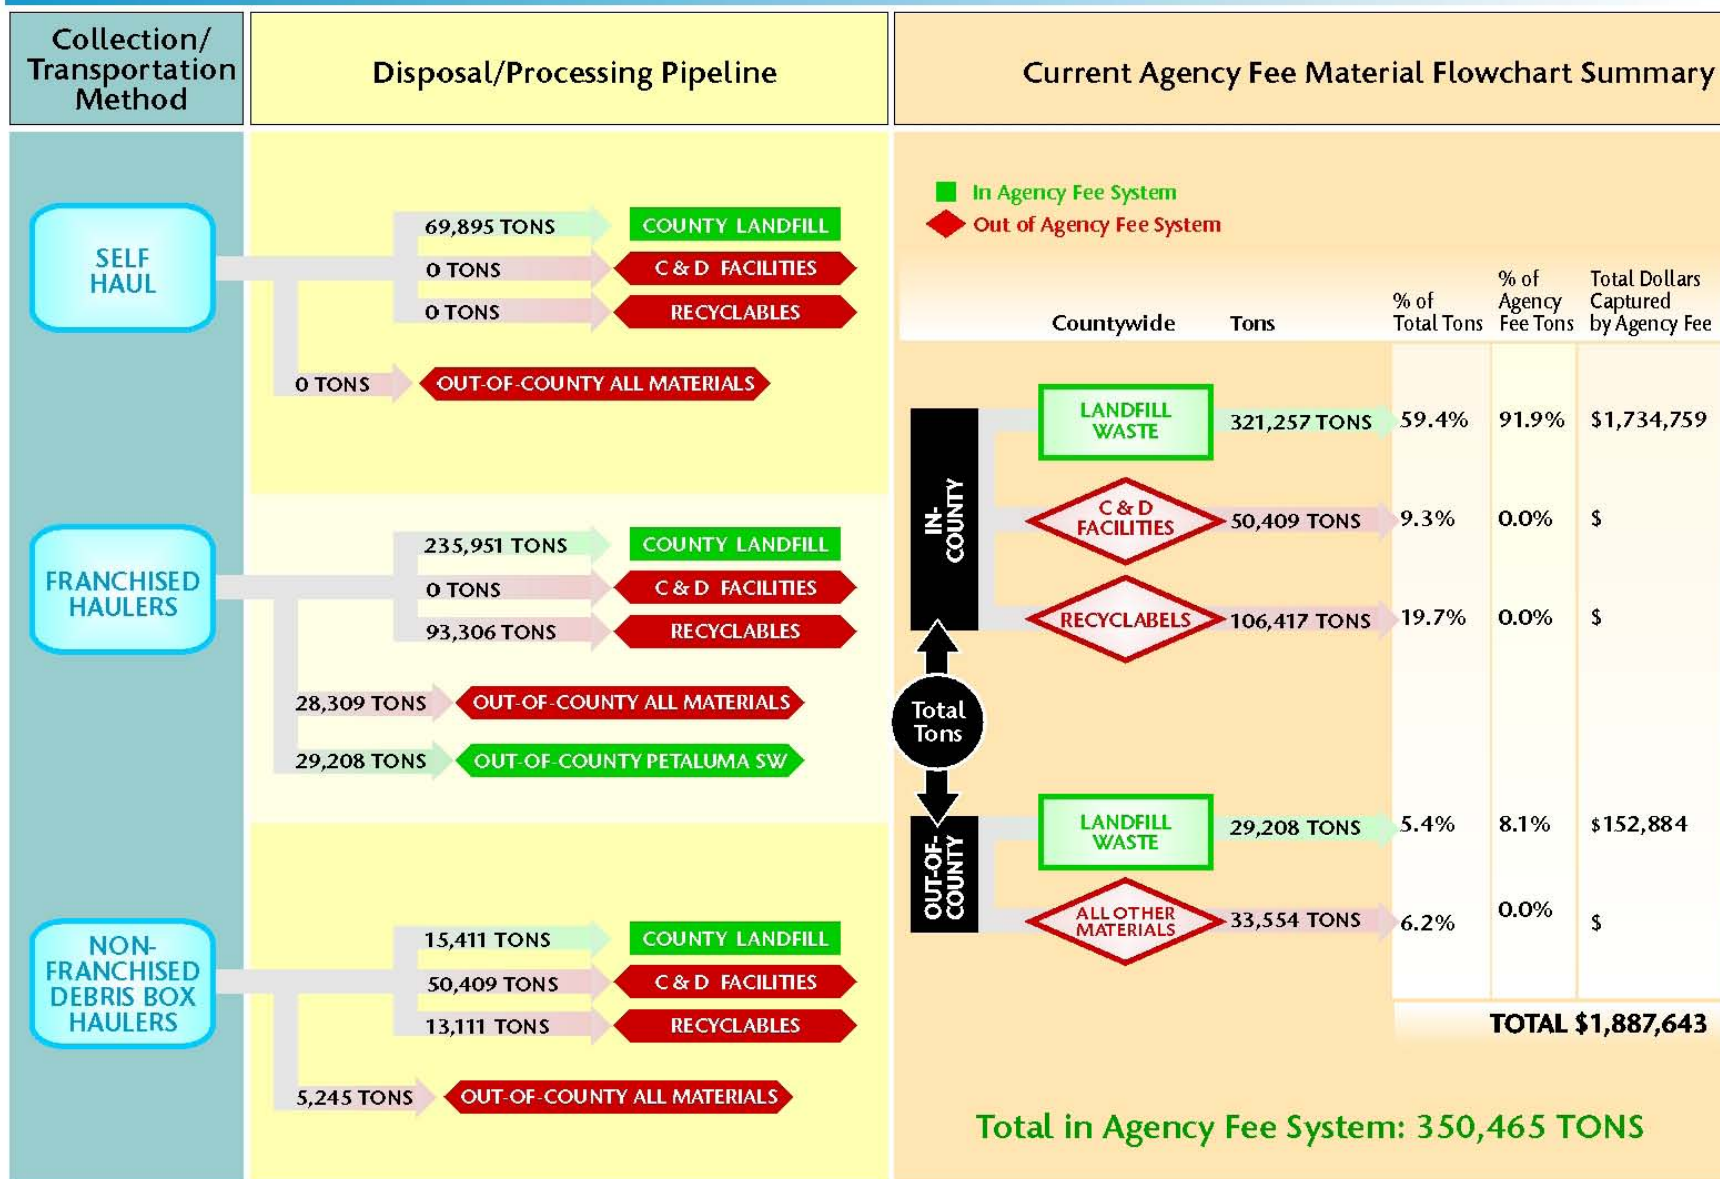 Collection/
Transportation
Method
Disposal/Processing Pipeline
Current Agency Fee Material Flowchart Summary
SELF
HAUL
69,895 TONS
COUNTY LANDFILL
0 TONS
C & D FACILITIES
0 TONS
RECYCLABLES
0 TONS
OUT-OF-COUNTY ALL MATERIALS
FRANCHISED
HAULERS
235,951 TONS
COUNTY LANDFILL
0 TONS
C & D FACILITIES
93,306 TONS
RECYCLABLES
28,309 TONS
OUT-OF-COUNTY ALL MATERIALS
29,208 TONS
OUT-OF-COUNTY PETALUMA SW
NON-
FRANCHISED
DEBRIS BOX
HAULERS
15,411 TONS
COUNTY LANDFILL
50,409 TONS
C & D FACILITIES
13,111 TONS
RECYCLABLES
5,245 TONS
OUT-OF-COUNTY ALL MATERIALS
In Agency Fee System
Out of Agency Fee System
Countywide
Tons
% of
Total Tons
% of
Agency
Fee Tons
Total Dollars
Captured
by Agency Fee
IN-
COUNTY
LANDFILL
WASTE
321,257 TONS
59.4%
91.9%
$1,734,759
C & D
FACILITIES
50,409 TONS
9.3%
0.0%
$
RECYCLABELS
106,417 TONS
19.7%
0.0%
$
Total
Tons
OUT-OF-
COUNTY
LANDFILL
WASTE
29,208 TONS
5.4%
8.1%
$152,884
ALL OTHER
MATERIALS
33,554 TONS
6.2%
0.0%
$
TOTAL $1,887,643
Total in Agency Fee System: 350,465 TONS